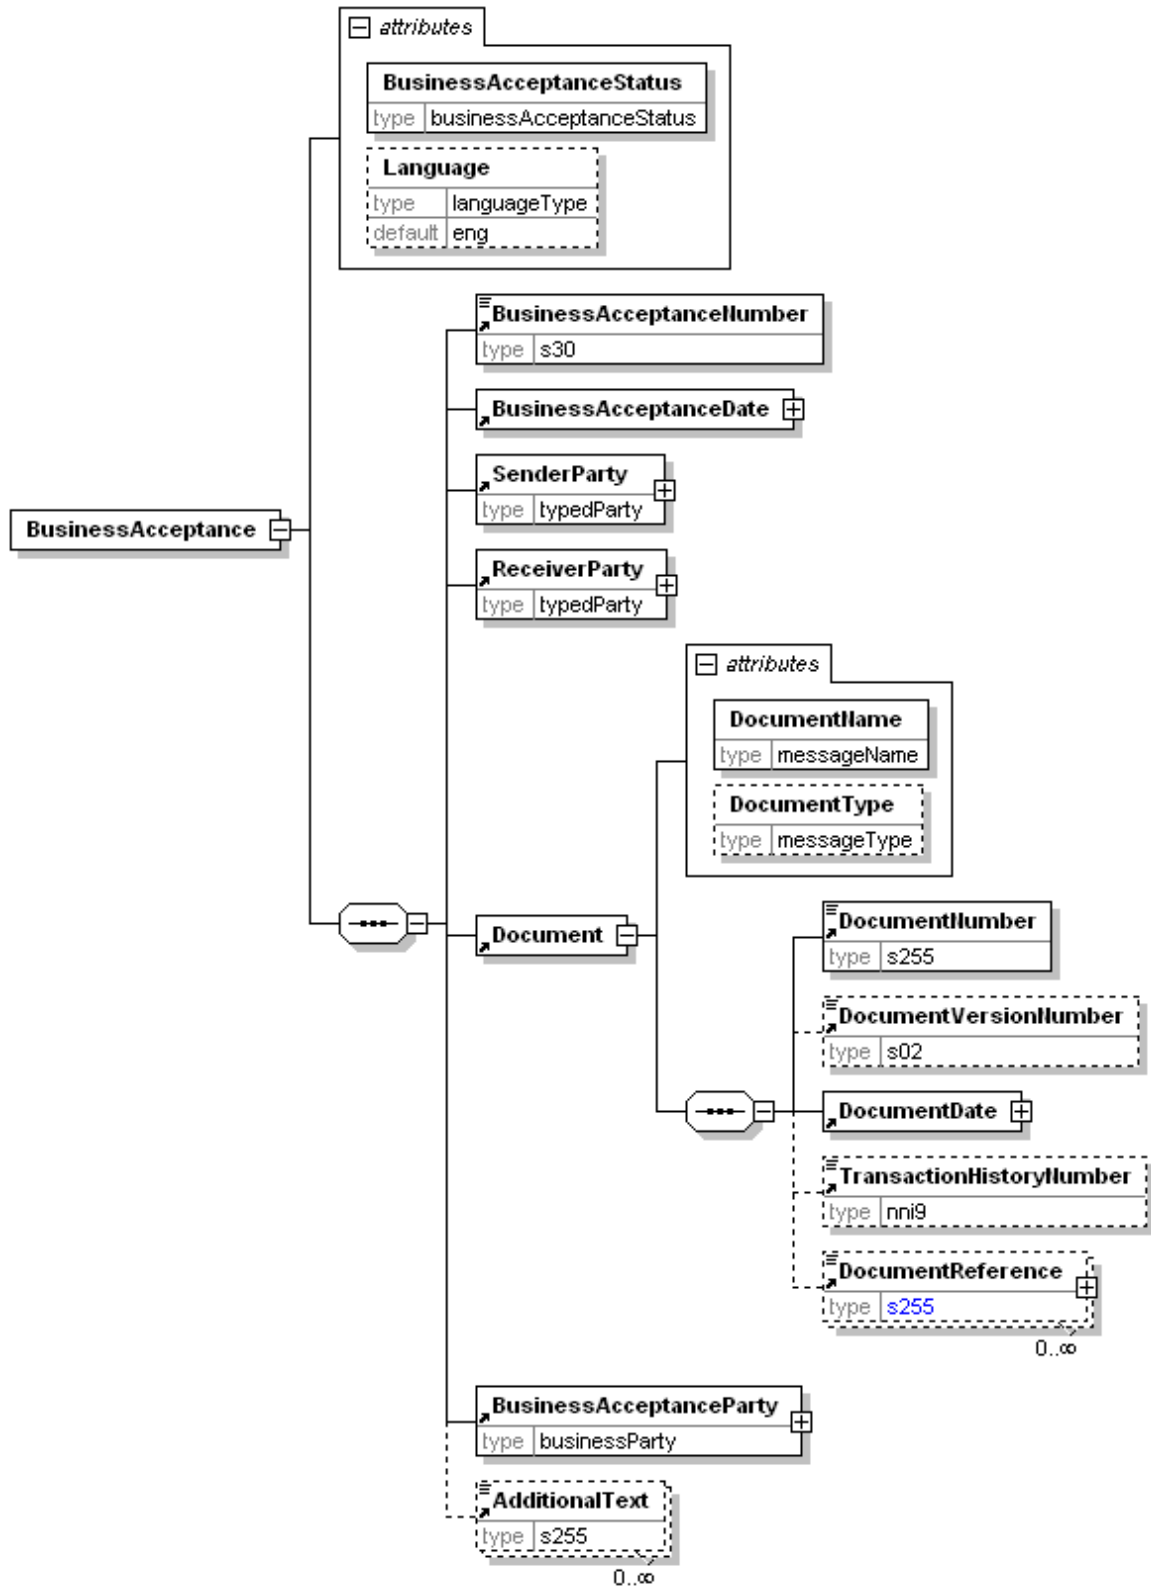 attributes
BusinessAcceptanceStatus
type businessAcceptanceStatus
Language
type languageType
default eng
BusinessAcceptanceNumber
type s30
BusinessAcceptanceDate
SenderParty
type typedParty
BusinessAcceptance
ReceiverParty
type typedParty
attributes
DocumentName
type messageName
DocumentType
type messageType
Document
DocumentNumber
type s255
DocumentVersionNumber
type s02
DocumentDate
TransactionHistoryNumber
type nni9
DocumentReference
type s255
0..∞
BusinessAcceptanceParty
type businessParty
AdditionalText
type s255
0..∞